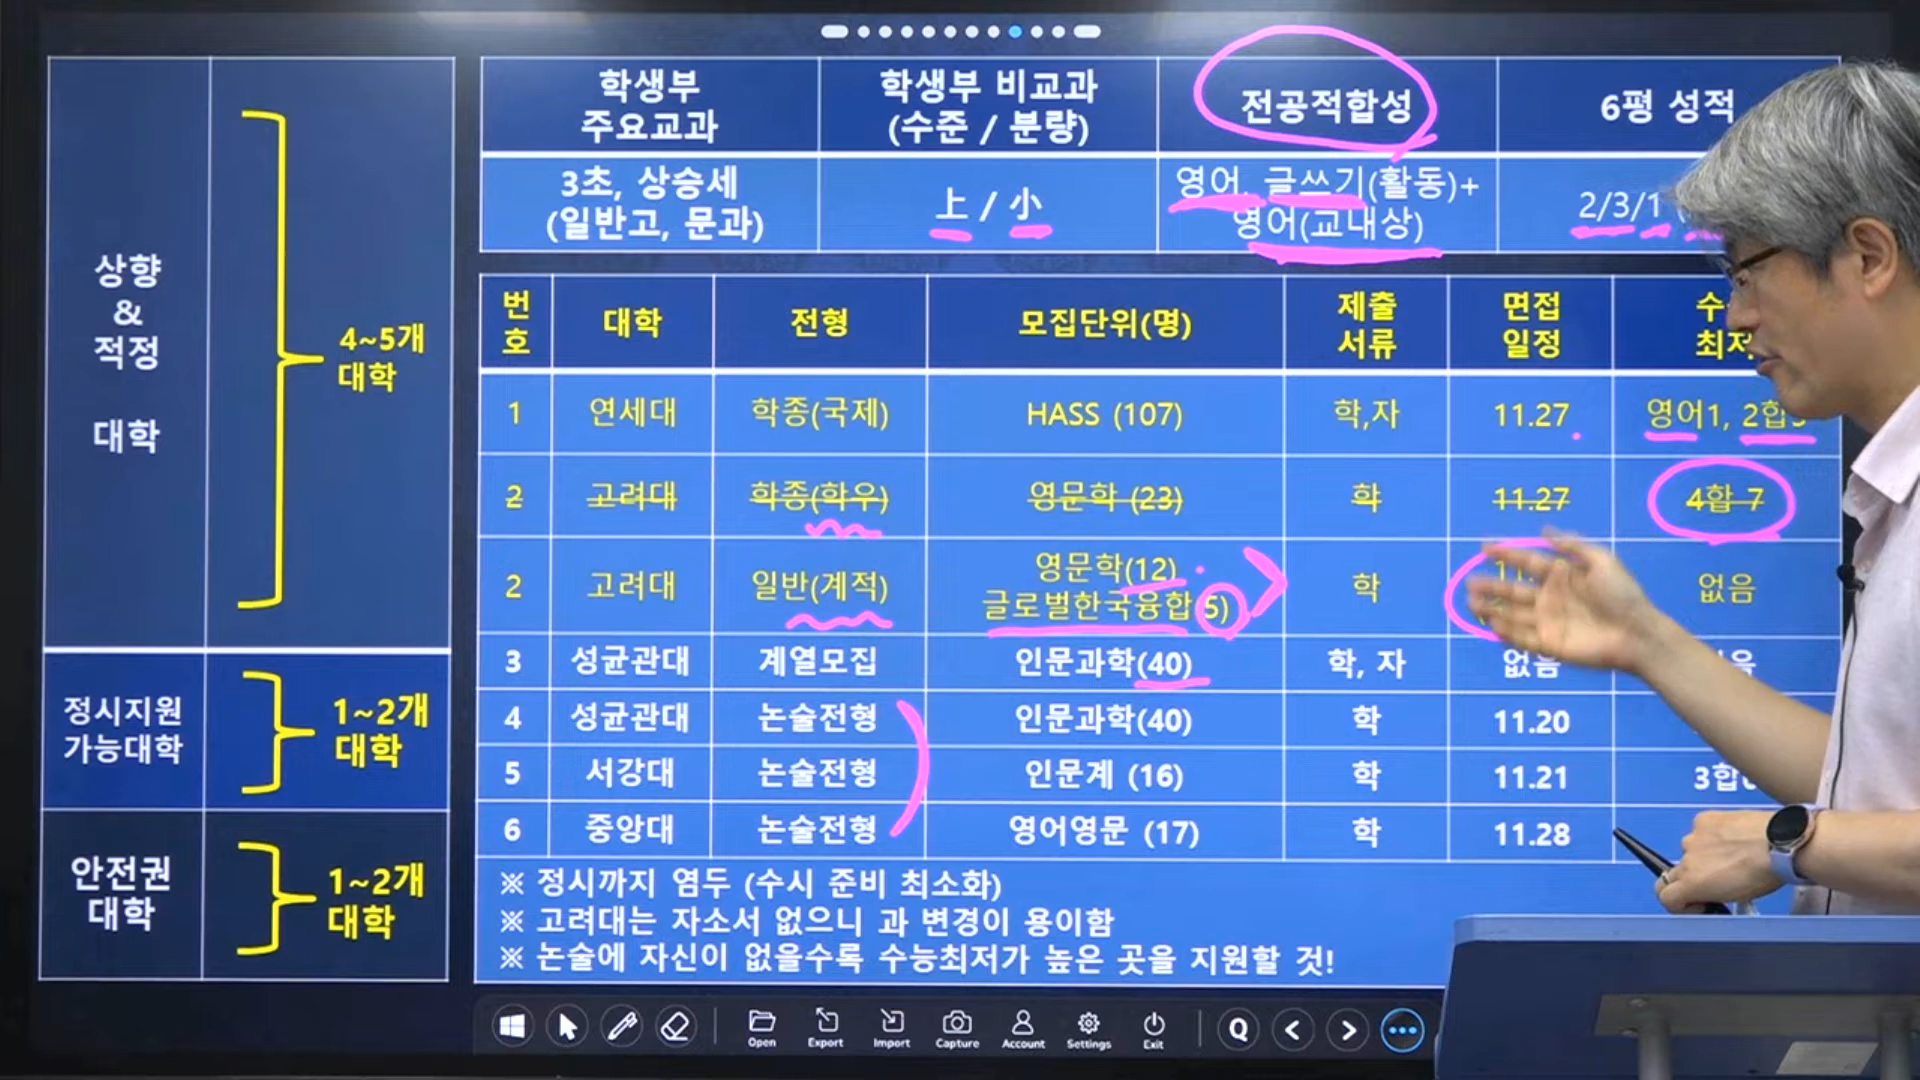 상향
&
적정
대학
4~5개
대학
정시지원
가능대학
1~2개
대학
안전권
대학
1~2개
대학
학생부
주요교과
학생부 비교과
(수준 / 분량)
전공적합성
6평 성적
3초, 상승세
(일반고, 문과)
上 / 小
영어, 글쓰기(활동)+
영어(교내상)
2/3/1
번호 대학 전형 모집단위(명) 제출서류 면접일정
1 연세대 학종(국제) HASS (107) 학,자 11.27 영어1, 2합
2 고려대 학종(학우) 영문학 (23) 학 11.27 4합 7
2 고려대 일반(계적) 영문학(12) 글로벌한국융합 5) 학 없음
3 성균관대 계열모집 인문과학(40) 학, 자 없음
4 성균관대 논술전형 인문과학(40) 학 11.20
5 서강대 논술전형 인문계 (16) 학 11.21 3합
6 중앙대 논술전형 영어영문 (17) 학 11.28
※ 정시까지 염두 (수시 준비 최소화)
※ 고려대는 자소서 없으니 과 변경이 용이함
※ 논술에 자신이 없을수록 수능최저가 높은 곳을 지원할 것!
Open Export Import Capture Account Settings Exit